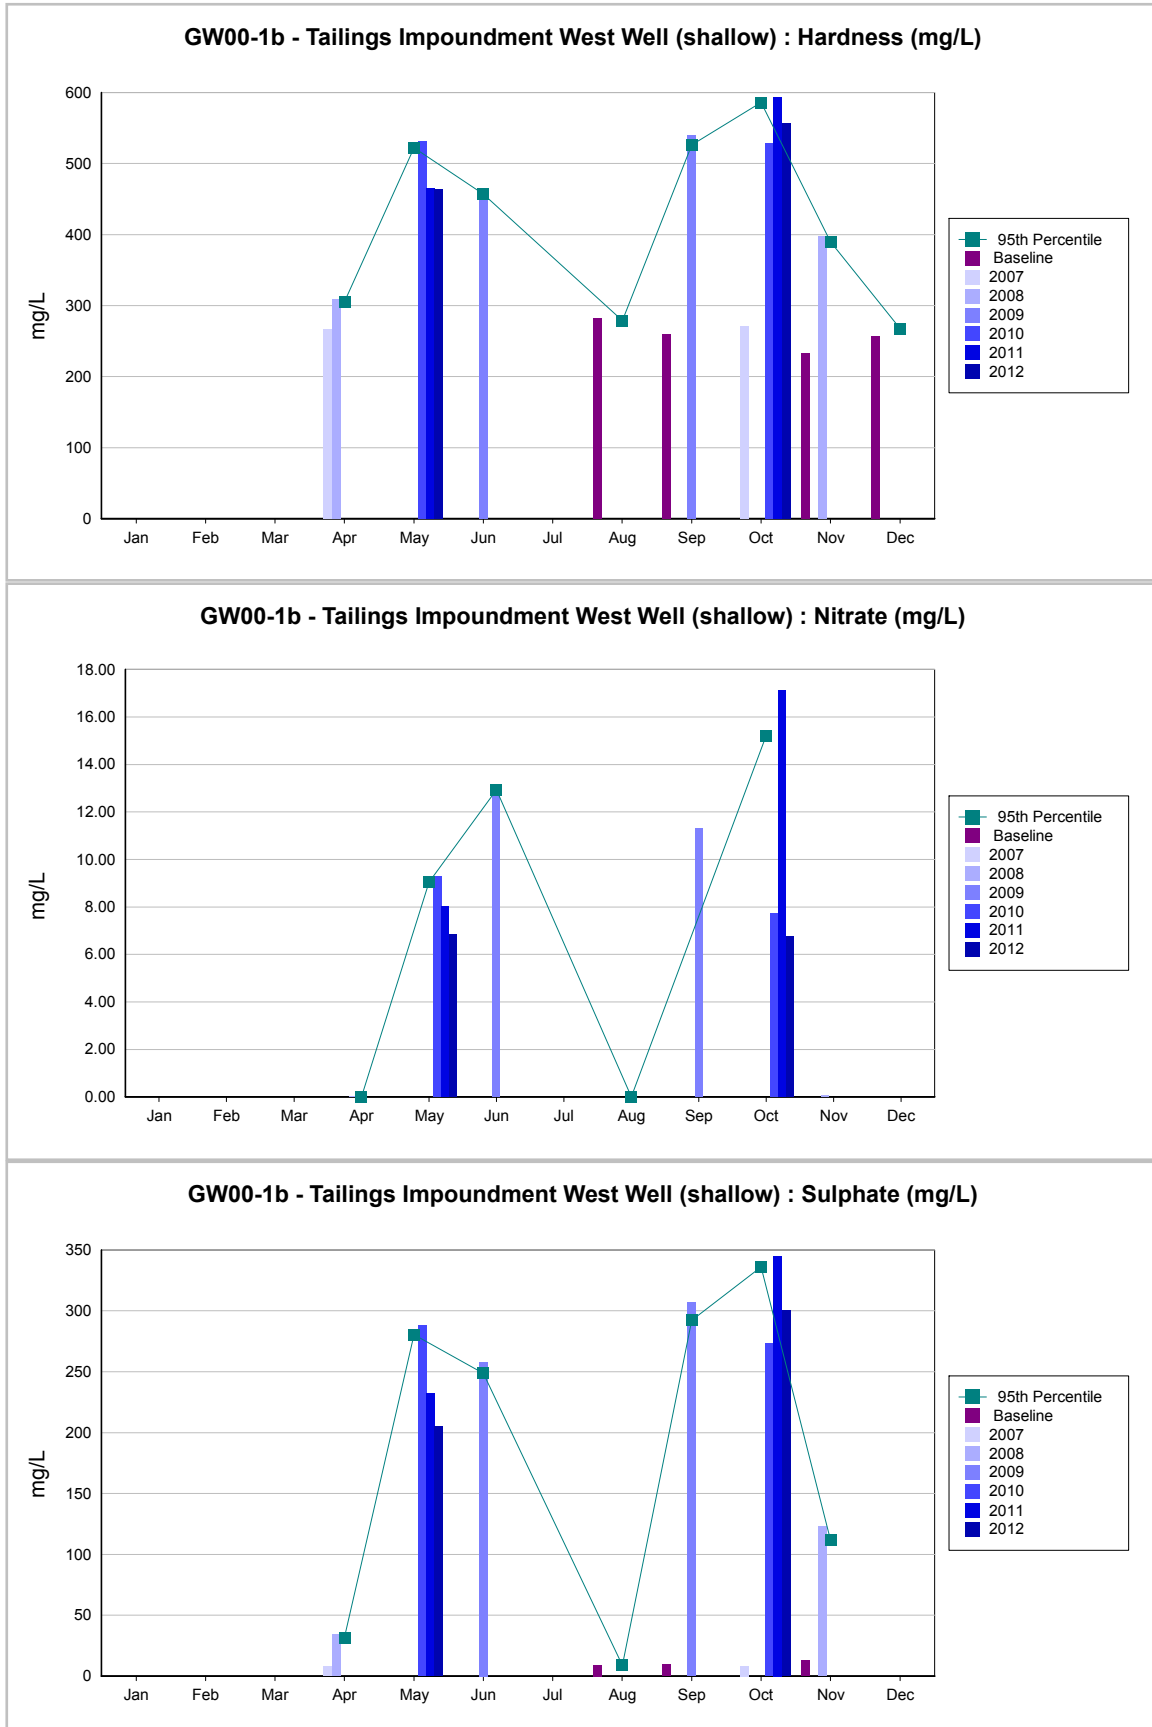 GW00-1b - Tailings Impoundment West Well (shallow) : Hardness (mg/L)
600
500
400
300
200
100
0
mg/L
Jan Feb Mar Apr May Jun Jul Aug Sep Oct Nov Dec
95th Percentile
Baseline
2007
2008
2009
2010
2011
2012
GW00-1b - Tailings Impoundment West Well (shallow) : Nitrate (mg/L)
18.00
16.00
14.00
12.00
10.00
8.00
6.00
4.00
2.00
0.00
mg/L
Jan Feb Mar Apr May Jun Jul Aug Sep Oct Nov Dec
95th Percentile
Baseline
2007
2008
2009
2010
2011
2012
GW00-1b - Tailings Impoundment West Well (shallow) : Sulphate (mg/L)
350
300
250
200
150
100
50
0
mg/L
Jan Feb Mar Apr May Jun Jul Aug Sep Oct Nov Dec
95th Percentile
Baseline
2007
2008
2009
2010
2011
2012